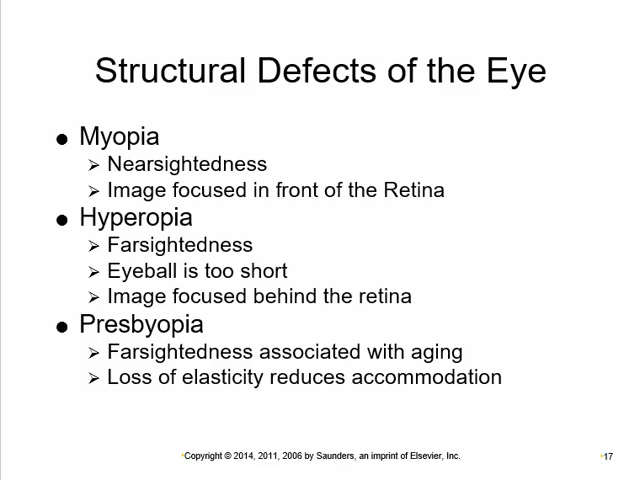 Structural Defects of the Eye
● Myopia
➢ Nearsightedness
➢ Image focused in front of the Retina
● Hyperopia
➢ Farsightedness
➢ Eyeball is too short
➢ Image focused behind the retina
● Presbyopia
➢ Farsightedness associated with aging
➢ Loss of elasticity reduces accommodation
•Copyright © 2014, 2011, 2006 by Saunders, an imprint of Elsevier, Inc.
•17